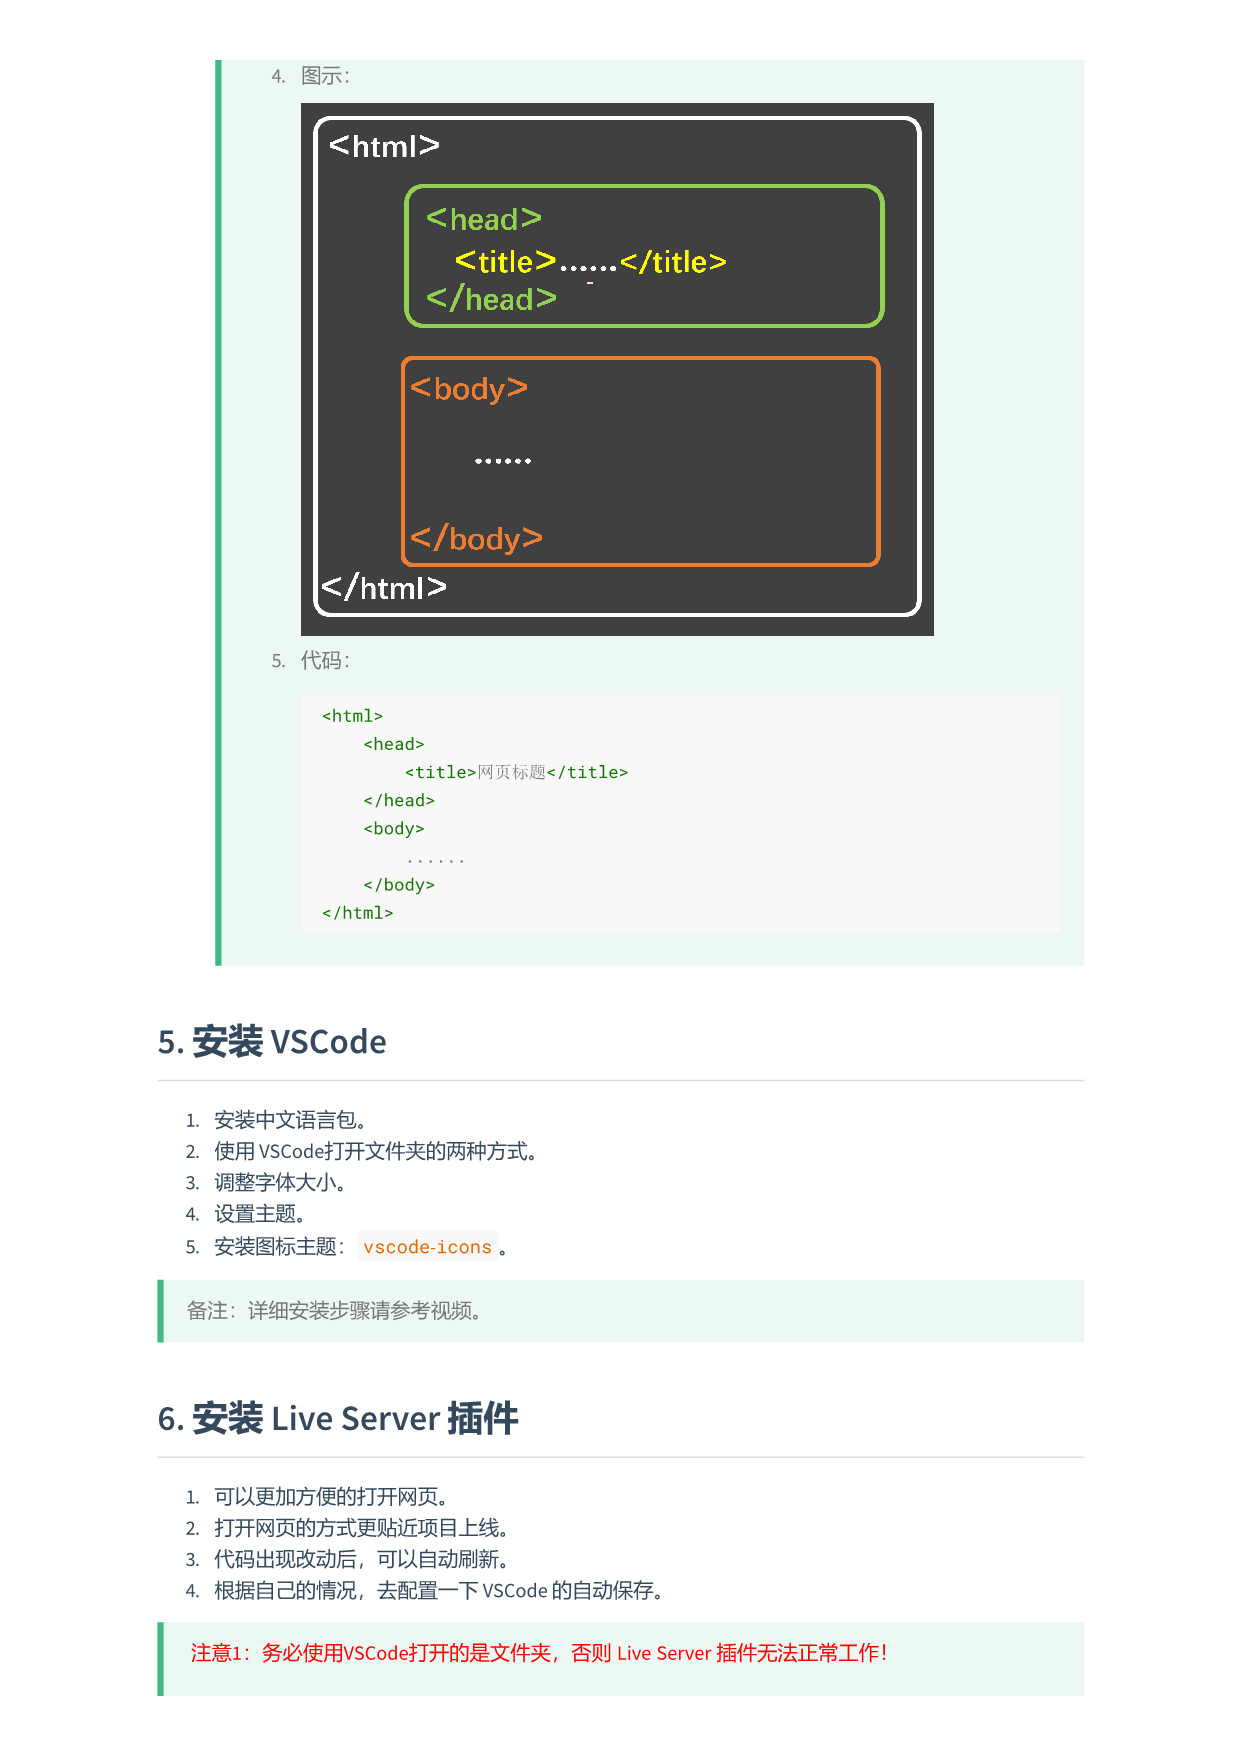 4. 图示：
<html>
<head>
<title>......</title>
</head>
<body>
......
</body>
</html>
5. 代码：
<html>
    <head>
        <title>网页标题</title>
    </head>
    <body>
        ......
    </body>
</html>
5. 安装 VSCode
1. 安装中文语言包。
2. 使用 VSCode打开文件夹的两种方式。
3. 调整字体大小。
4. 设置主题。
5. 安装图标主题： vscode-icons 。
备注：详细安装步骤请参考视频。
6. 安装 Live Server 插件
1. 可以更加方便的打开网页。
2. 打开网页的方式更贴近项目上线。
3. 代码出现改动后，可以自动刷新。
4. 根据自己的情况，去配置一下 VSCode 的自动保存。
注意1：务必使用VSCode打开的是文件夹，否则 Live Server 插件无法正常工作！